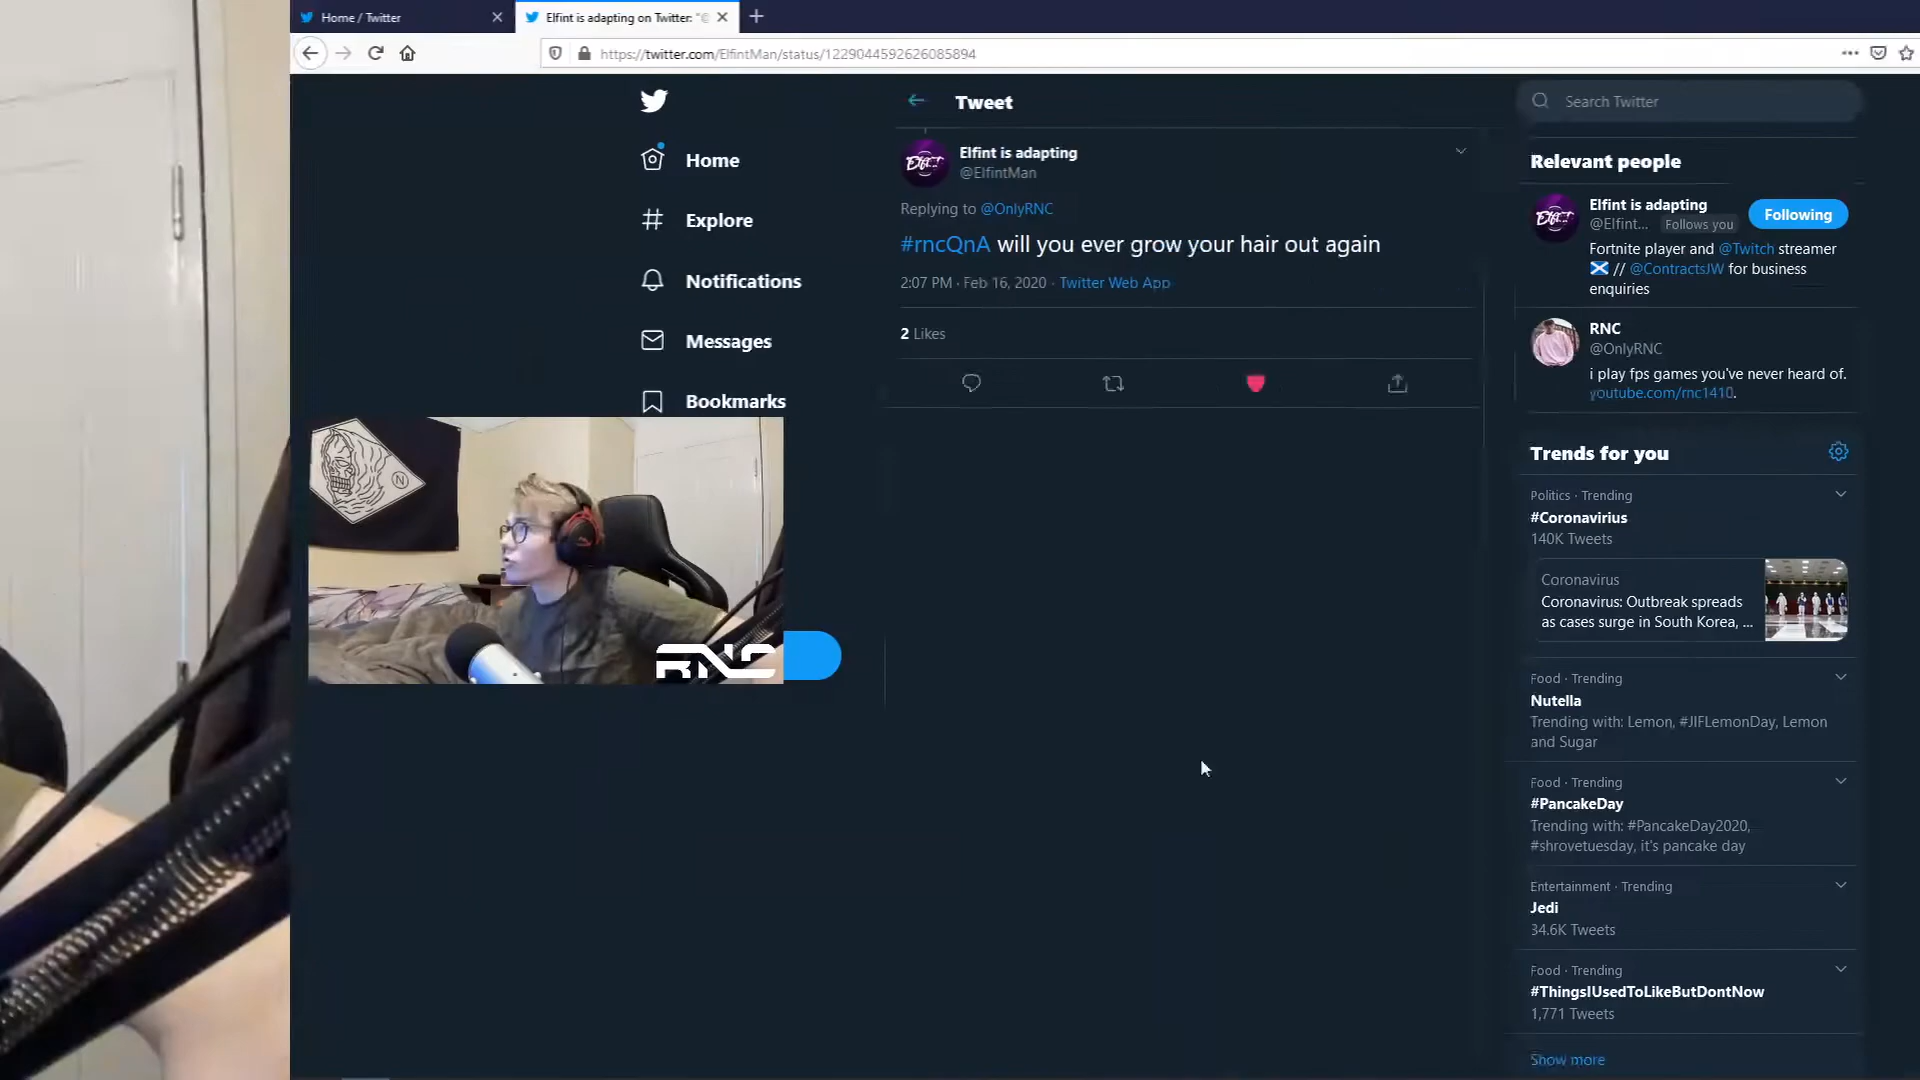 Home / Twitter
Elfint is adapting on Twitter: "@
https://twitter.com/ElfintMan/status/1229044592626085894
Home
Explore
Notifications
Messages
Bookmarks
Tweet
Elfint is adapting
@ElfintMan
Replying to @OnlyRNC
#rncQnA will you ever grow your hair out again
2:07 PM · Feb 16, 2020 · Twitter Web App
2 Likes
N
RNC
Search Twitter
Relevant people
Elfint is adapting
@Elfint... Follows you
Following
Fortnite player and @Twitch streamer
// @ContractsJW for business
enquiries
RNC
@OnlyRNC
i play fps games you've never heard of.
youtube.com/rnc1410.
Trends for you
Politics · Trending
#Coronavirius
140K Tweets
Coronavirus
Coronavirus: Outbreak spreads
as cases surge in South Korea, ...
Food · Trending
Nutella
Trending with: Lemon, #JIFLemonDay, Lemon
and Sugar
Food · Trending
#PancakeDay
Trending with: #PancakeDay2020,
#shrovetuesday, it's pancake day
Entertainment · Trending
Jedi
34.6K Tweets
Food · Trending
#ThingsIUsedToLikeButDontNow
1,771 Tweets
Show more